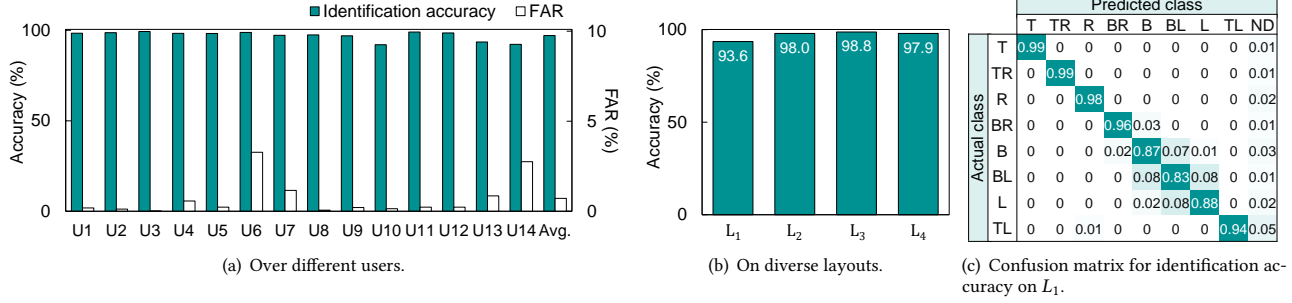 Identification accuracy FAR
100
50
0
Accuracy (%)
10
5
0
FAR (%)
U1 U2 U3 U4 U5 U6 U7 U8 U9 U10 U11 U12 U13 U14 Avg.
(a) Over different users.
100
50
0
Accuracy (%)
93.6 98.0 98.8 97.9
L1 L2 L3 L4
(b) On diverse layouts.
Predicted class
T TR R BR B BL L TL ND
Actual class
T 0.99 0 0 0 0 0 0 0 0.01
TR 0 0.99 0 0 0 0 0 0 0.01
R 0 0 0.98 0 0 0 0 0 0.02
BR 0 0 0 0.96 0.03 0 0 0 0.01
B 0 0 0 0.02 0.87 0.07 0.01 0 0.03
BL 0 0 0 0 0.08 0.83 0.08 0 0.01
L 0 0 0 0 0.02 0.08 0.88 0 0.02
TL 0 0 0.01 0 0 0 0 0.94 0.05
(c) Confusion matrix for identification ac-
curacy on L1.